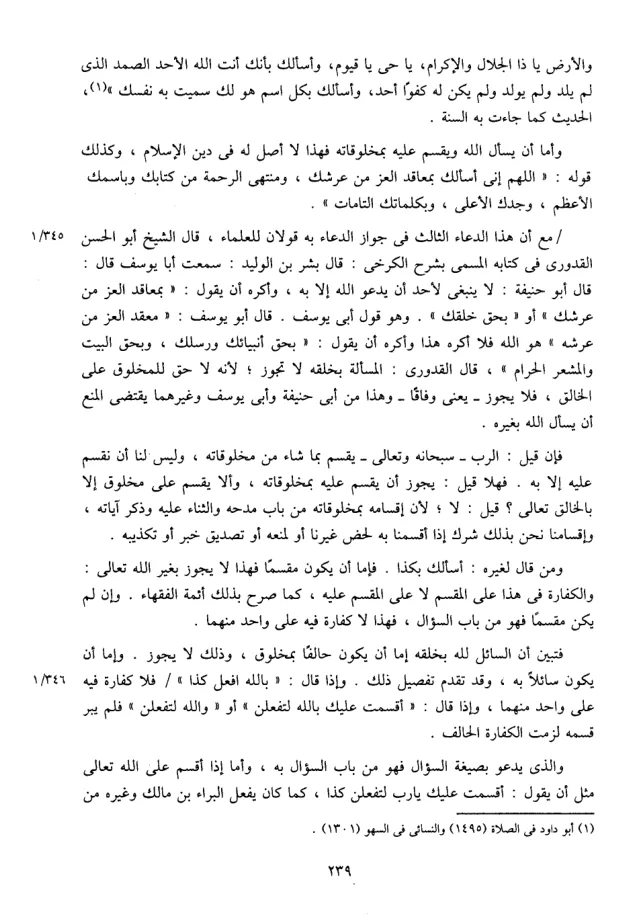 والأرض يا ذا الجلال والإكرام، يا حى يا قيوم، وأسألك بأنك أنت الله الأحد الصمد الذى
لم يلد ولم يولد ولم يكن له كفوًا أحد، وأسألك بكل اسم هو لك سميت به نفسك »(١)،
الحديث كما جاءت به السنة .
وأما أن يسأل الله ويقسم عليه بمخلوقاته فهذا لا أصل له فى دين الإسلام ، وكذلك
قوله : « اللهم إنى أسألك بمعاقد العز من عرشك ، ومنتهى الرحمة من كتابك وباسمك
الأعظم ، وجدك الأعلى ، وبكلماتك التامات » .
/ مع أن هذا الدعاء الثالث فى جواز الدعاء به قولان للعلماء ، قال الشيخ أبو الحسن ١/٣٤٥
القدورى فى كتابه المسمى بشرح الكرخى : قال بشر بن الوليد : سمعت أبا يوسف قال :
قال أبو حنيفة : لا ينبغى لأحد أن يدعو الله إلا به ، وأكره أن يقول : « بمعاقد العز من
عرشك » أو « بحق خلقك » . وهو قول أبى يوسف . قال أبو يوسف : « معقد العز من
عرشه » هو الله فلا أكره هذا وأكره أن يقول : « بحق أنبيائك ورسلك ، وبحق البيت
والمشعر الحرام » ، قال القدورى : المسألة بخلقه لا تجوز ؛ لأنه لا حق للمخلوق على
الخالق ، فلا يجوز ـ يعنى وفاقًا ـ وهذا من أبى حنيفة وأبى يوسف وغيرهما يقتضى المنع
أن يسأل الله بغيره .
فإن قيل : الرب ـ سبحانه وتعالى ـ يقسم بما شاء من مخلوقاته ، وليس لنا أن نقسم
عليه إلا به . فهلا قيل : يجوز أن يقسم عليه بمخلوقاته ، وألا يقسم على مخلوق إلا
بالخالق تعالى ؟ قيل : لا ؛ لأن إقسامه بمخلوقاته من باب مدحه والثناء عليه وذكر آياته ،
وإقسامنا نحن بذلك شرك إذا أقسمنا به لحض غيرنا أو لمنعه أو تصديق خبر أو تكذيبه .
ومن قال لغيره : أسألك بكذا . فإما أن يكون مقسمًا فهذا لا يجوز بغير الله تعالى :
والكفارة فى هذا على المقسم لا على المقسم عليه ، كما صرح بذلك أئمة الفقهاء . وإن لم
يكن مقسمًا فهو من باب السؤال ، فهذا لا كفارة فيه على واحد منهما .
فتبين أن السائل لله بخلقه إما أن يكون حالفًا بمخلوق ، وذلك لا يجوز . وإما أن
يكون سائلاً به ، وقد تقدم تفصيل ذلك . وإذا قال : « بالله افعل كذا » / فلا كفارة فيه ١/٣٤٦
على واحد منهما ، وإذا قال : « أقسمت عليك بالله لتفعلن » أو « والله لتفعلن » فلم يبر
قسمه لزمت الكفارة الحالف .
والذى يدعو بصيغة السؤال فهو من باب السؤال به ، وأما إذا أقسم على الله تعالى
مثل أن يقول : أقسمت عليك يارب لتفعلن كذا ، كما كان يفعل البراء بن مالك وغيره من
(١) أبو داود فى الصلاة (١٤٩٥) والنسائى فى السهو (١٣٠١) .
٢٣٩